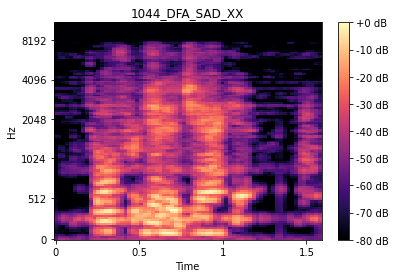 1044_DFA_SAD_XX
Hz
8192
4096
2048
1024
512
0
0
0.5
1
1.5
Time
+0 dB
-10 dB
-20 dB
-30 dB
-40 dB
-50 dB
-60 dB
-70 dB
-80 dB